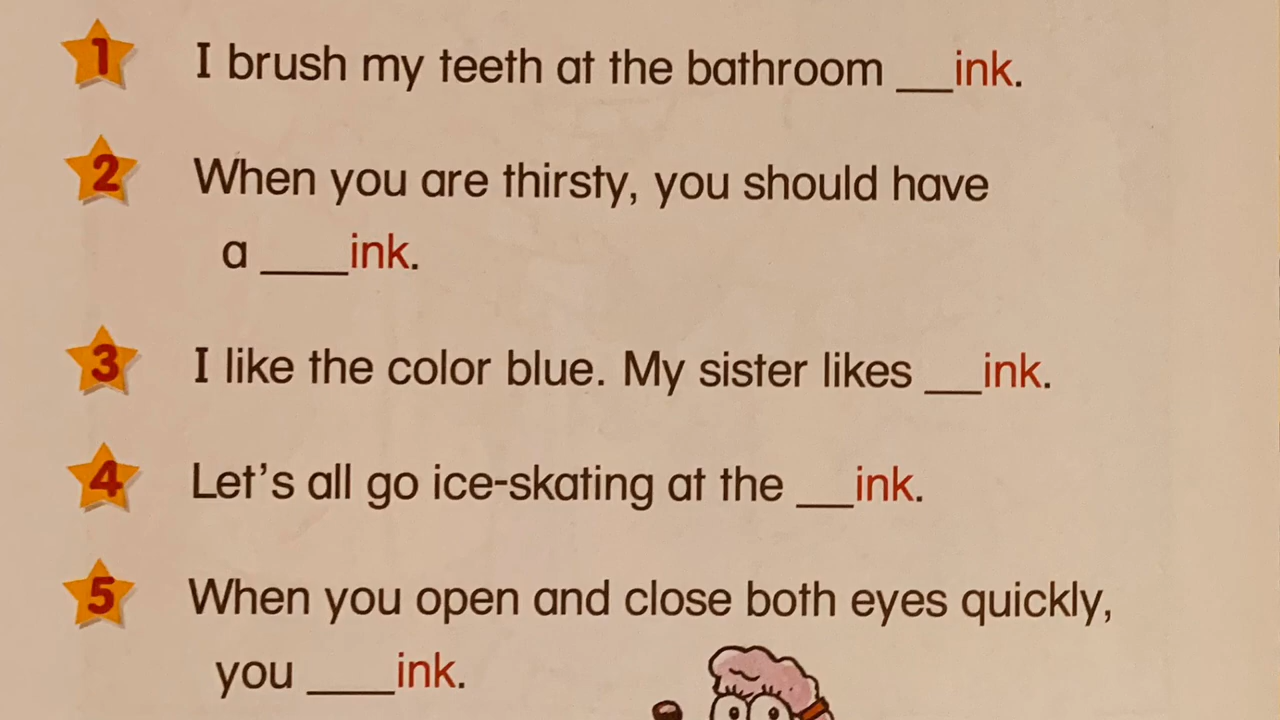 1 I brush my teeth at the bathroom __ink.
2 When you are thirsty, you should have
a ___ink.
3 I like the color blue. My sister likes __ink.
4 Let's all go ice-skating at the __ink.
5 When you open and close both eyes quickly,
you ___ink.